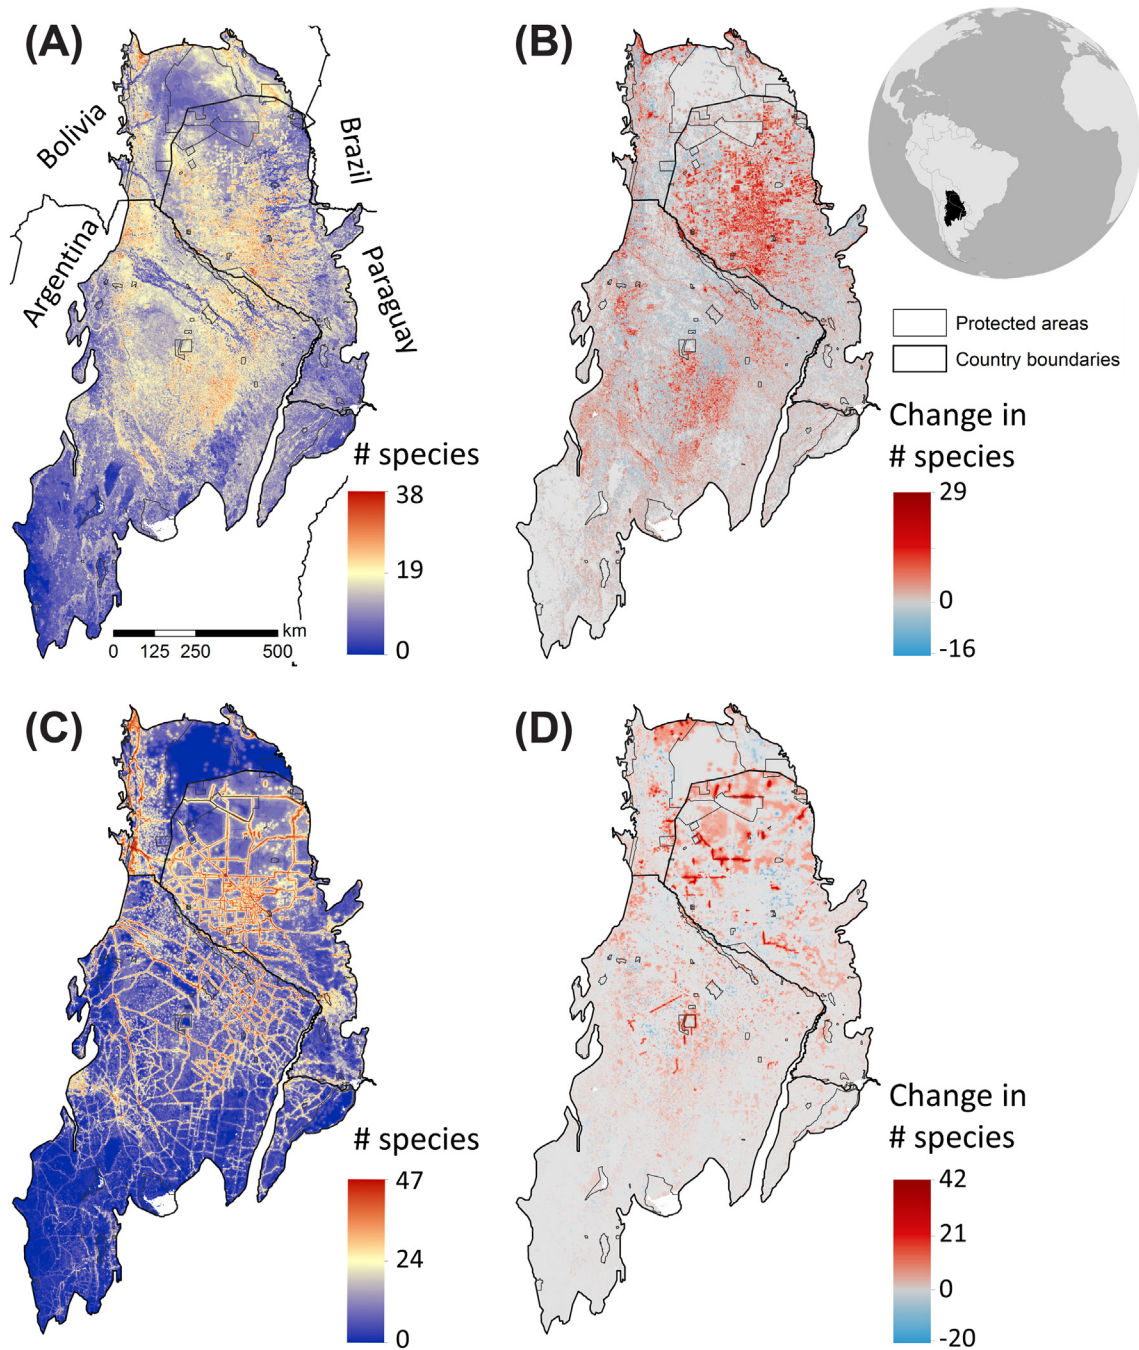 (A)
(B)
Bolivia
Brazil
Argentina
Paraguay
Protected areas
Country boundaries
# species
38
19
0
km
0 125 250 500
Change in
# species
29
0
-16
(C)
(D)
# species
47
24
0
Change in
# species
42
21
0
-20